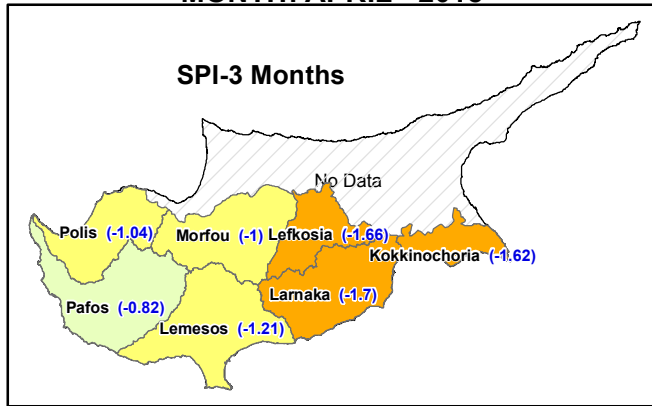 SPI-3 Months
No Data
Polis (-1.04)
Morfou (-1)
Lefkosia (-1.66)
Kokkinochoria (-1.62)
Pafos (-0.82)
Larnaka (-1.7)
Lemesos (-1.21)